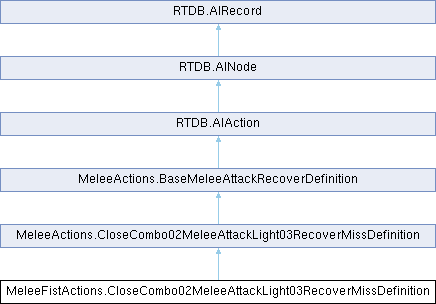 RTDB.AIRecord
RTDB.AINode
RTDB.AIAction
MeleeActions.BaseMeleeAttackRecoverDefinition
MeleeActions.CloseCombo02MeleeAttackLight03RecoverMissDefinition
MeleeFistActions.CloseCombo02MeleeAttackLight03RecoverMissDefinition